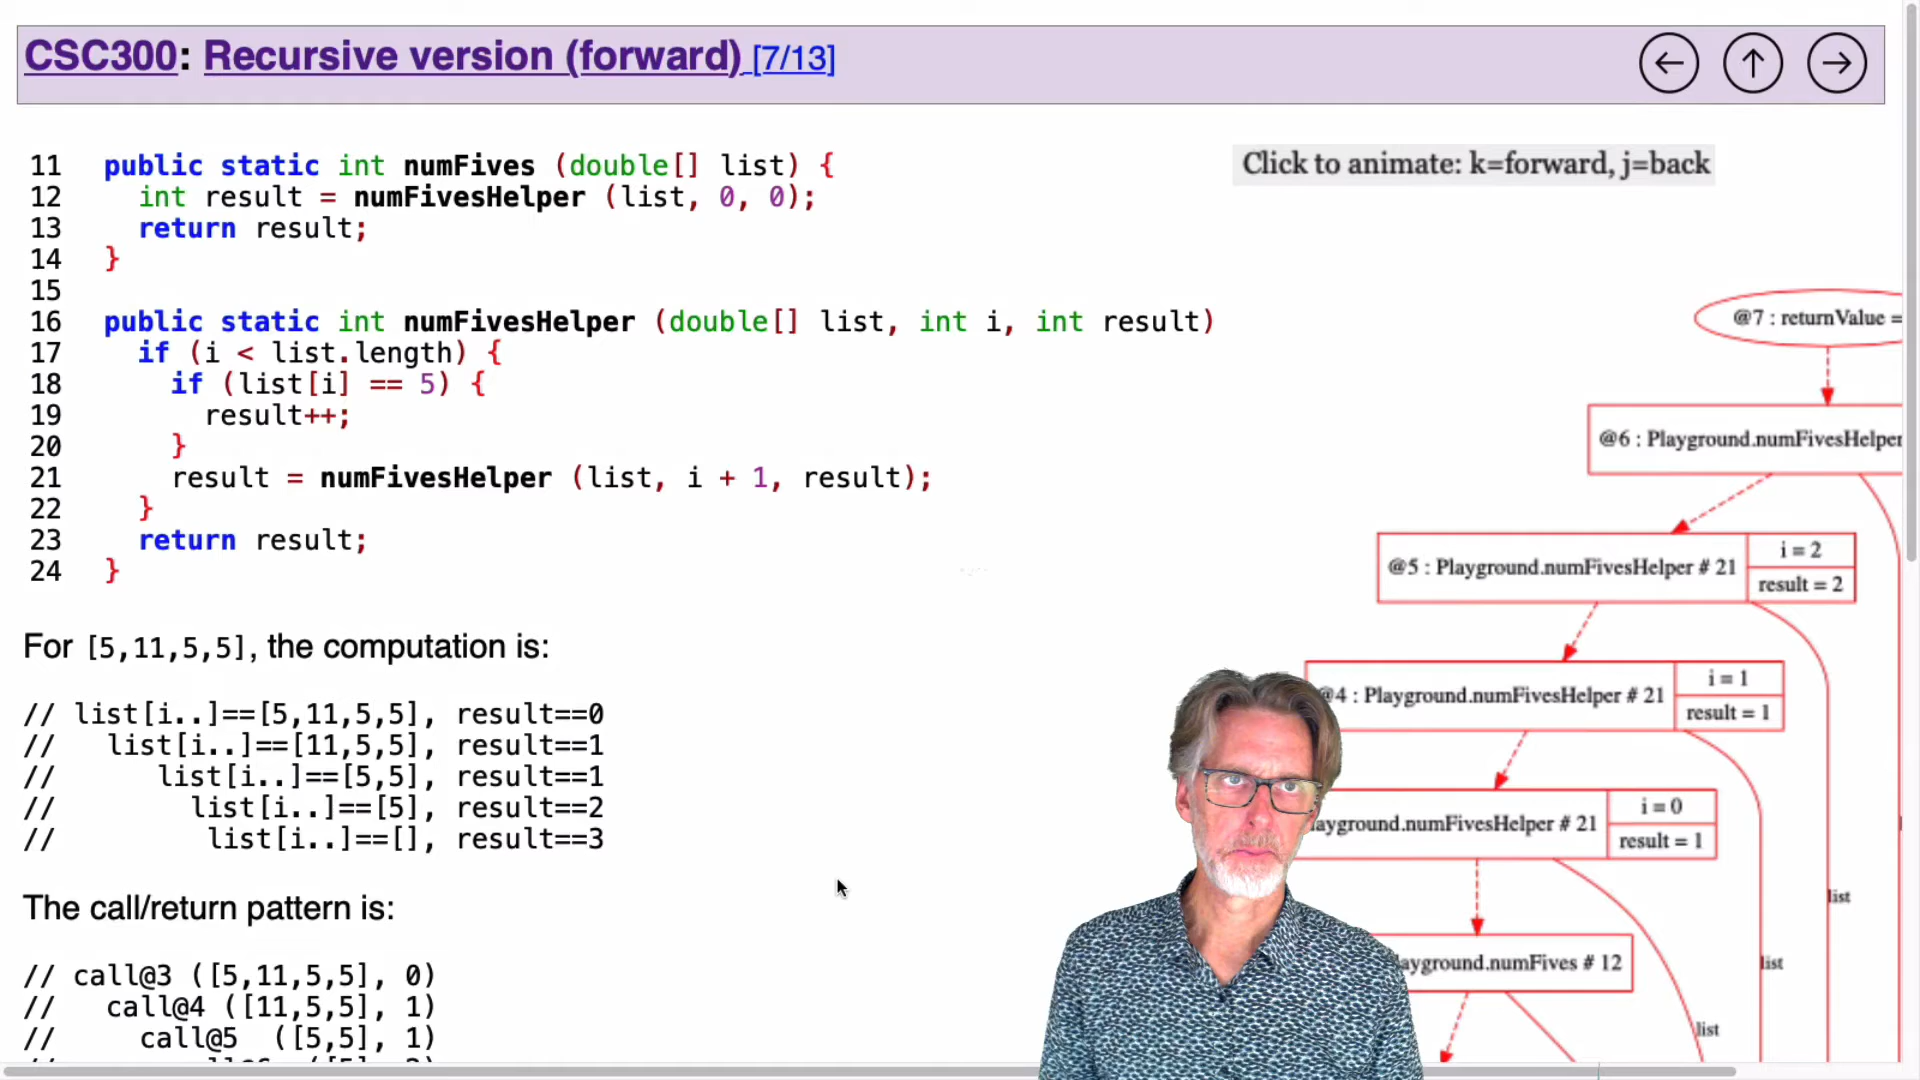 CSC300: Recursive version (forward) [7/13]
11 public static int numFives (double[] list) {
12 int result = numFivesHelper (list, 0, 0);
13 return result;
14 }
15
16 public static int numFivesHelper (double[] list, int i, int result)
17 if (i < list.length) {
18 if (list[i] == 5) {
19 result++;
20 }
21 result = numFivesHelper (list, i + 1, result);
22 }
23 return result;
24 }
For [5,11,5,5], the computation is:
// list[i..]==[5,11,5,5], result==0
// list[i..]==[11,5,5], result==1
// list[i..]==[5,5], result==1
// list[i..]==[5], result==2
// list[i..]==[], result==3
The call/return pattern is:
// call@3 ([5,11,5,5], 0)
// call@4 ([11,5,5], 1)
// call@5 ([5,5], 1)
Click to animate: k=forward, j=back
@7 : returnValue =
@6 : Playground.numFivesHelper
@5 : Playground.numFivesHelper # 21
i = 2
result = 2
@4 : Playground.numFivesHelper # 21
i = 1
result = 1
ayground.numFivesHelper # 21
i = 0
result = 1
list
ayground.numFives # 12
list
list